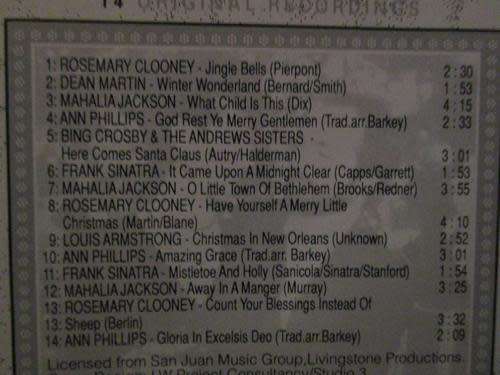 14 ORIGINAL RECORDINGS
1: ROSEMARY CLOONEY - Jingle Bells (Pierpont) 2:30
2: DEAN MARTIN - Winter Wonderland (Bernard/Smith) 1:53
3: MAHALIA JACKSON - What Child Is This (Dix) 4:15
4: ANN PHILLIPS - God Rest Ye Merry Gentlemen (Trad.arr.Barkey) 2:33
5: BING CROSBY & THE ANDREWS SISTERS -
Here Comes Santa Claus (Autry/Halderman) 3:01
6: FRANK SINATRA - It Came Upon A Midnight Clear (Capps/Garrett) 1:53
7: MAHALIA JACKSON - O Little Town Of Bethlehem (Brooks/Redner) 3:55
8: ROSEMARY CLOONEY - Have Yourself A Merry Little
Christmas (Martin/Blane) 4:10
9: LOUIS ARMSTRONG - Christmas In New Orleans (Unknown) 2:52
10: ANN PHILLIPS - Amazing Grace (Trad.arr. Barkey) 3:01
11: FRANK SINATRA - Mistletoe And Holly (Sanicola/Sinatra/Stanford) 1:54
12: MAHALIA JACKSON - Away In A Manger (Murray) 3:25
13: ROSEMARY CLOONEY - Count Your Blessings Instead Of
13: Sheep (Berlin) 3:32
14: ANN PHILLIPS - Gloria In Excelsis Deo (Trad.arr.Barkey) 2:09
Licensed from San Juan Music Group,Livingstone Productions.
Project Consultancy/Studio 3